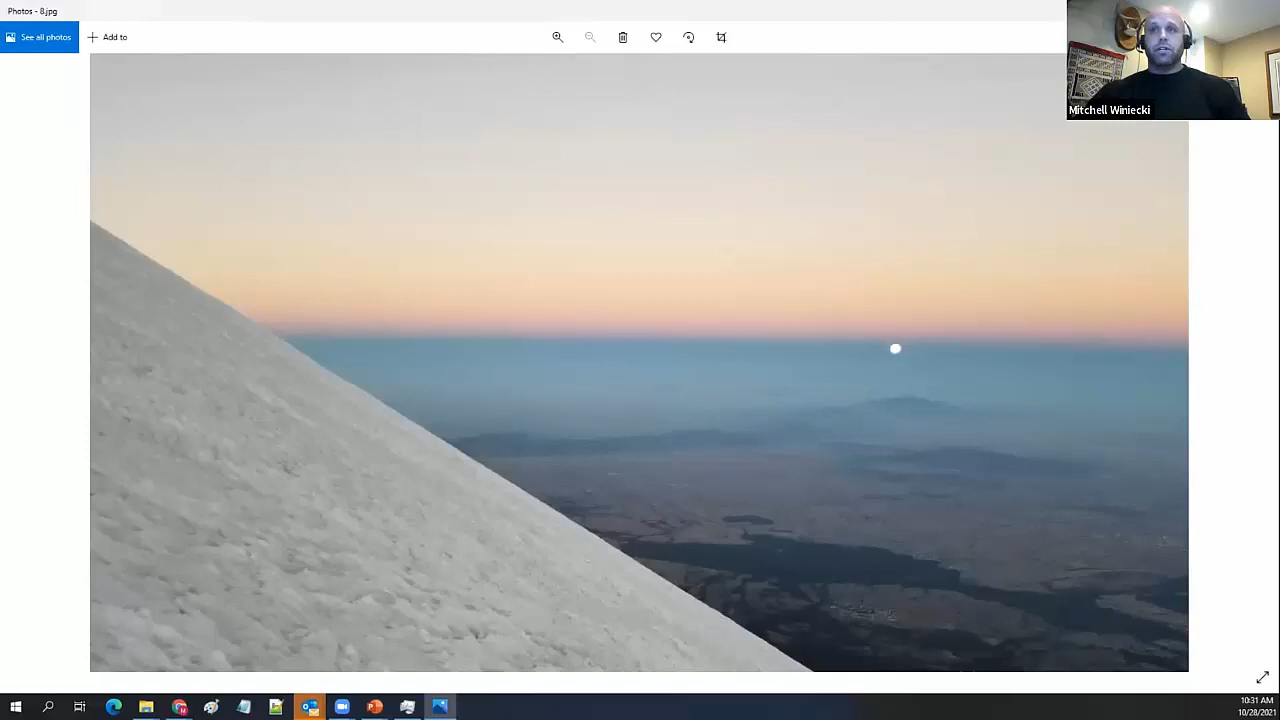 Photos - 8.jpg
See all photos
Add to
Mitchell Winiecki
10:31 AM
10/28/2021